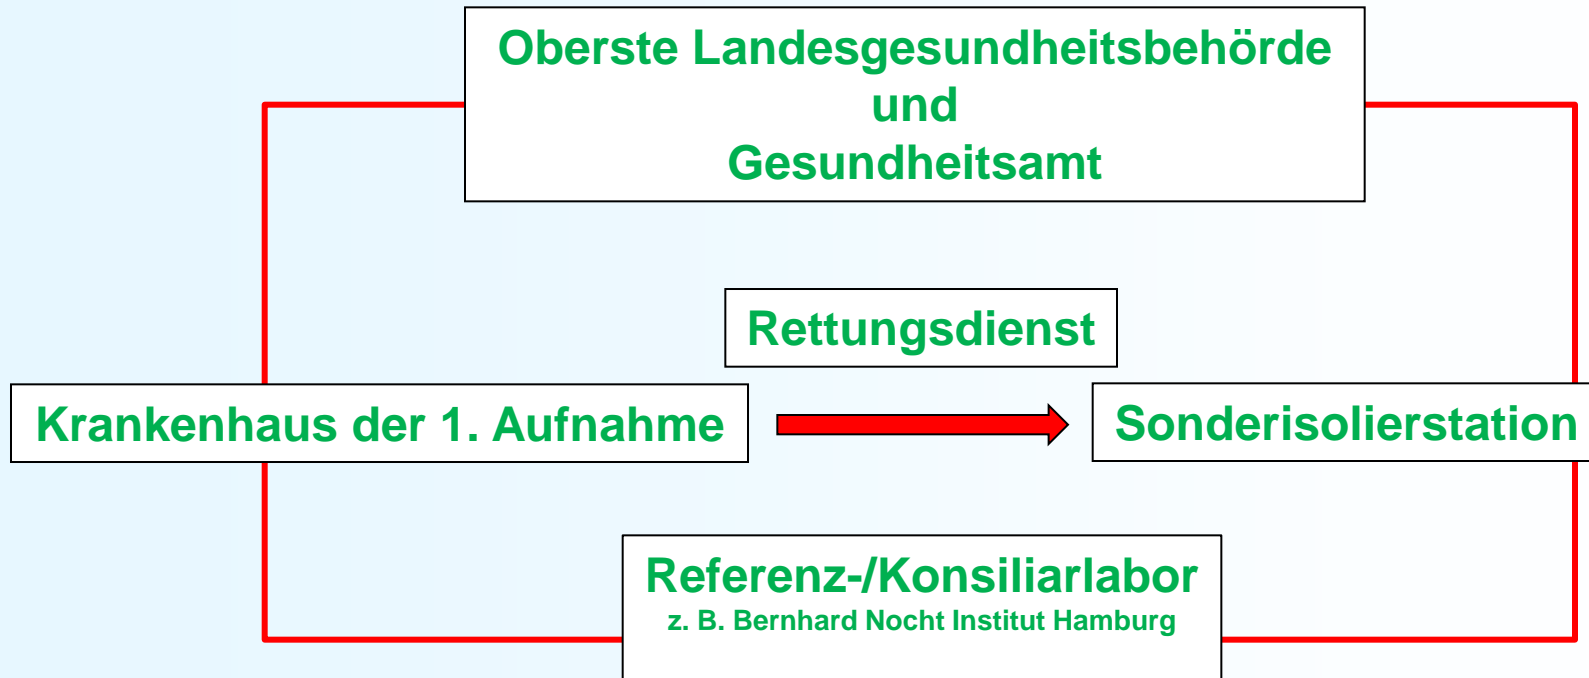 Oberste Landesgesundheitsbehörde
und
Gesundheitsamt
Rettungsdienst
Krankenhaus der 1. Aufnahme
Sonderisolierstation
Referenz-/Konsiliarlabor
z. B. Bernhard Nocht Institut Hamburg